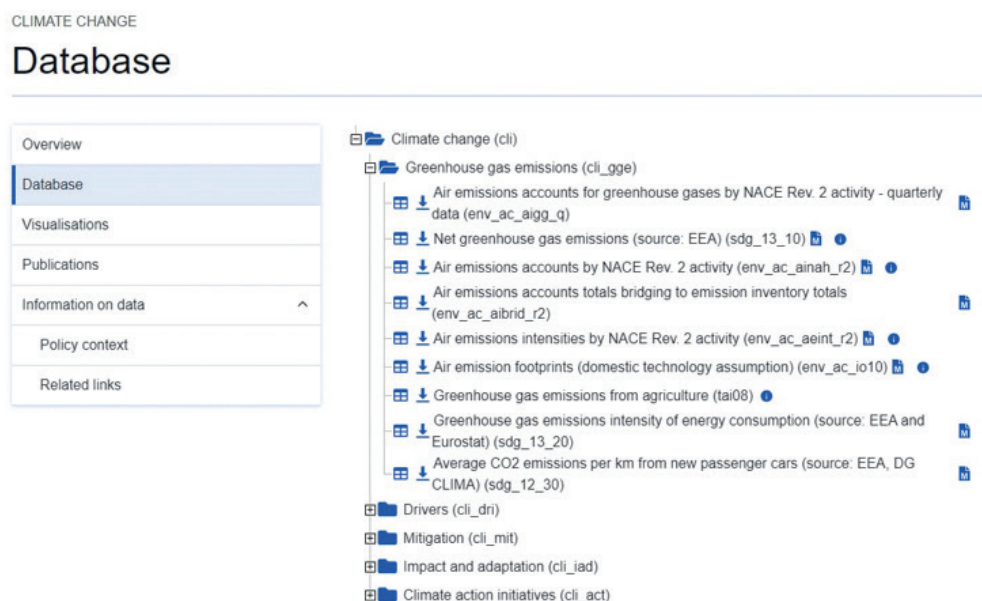 CLIMATE CHANGE
Database
Overview
Database
Visualisations
Publications
Information on data
Policy context
Related links
Climate change (cli)
Greenhouse gas emissions (cli_gge)
Air emissions accounts for greenhouse gases by NACE Rev. 2 activity - quarterly
data (env_ac_aigg_q)
Net greenhouse gas emissions (source: EEA) (sdg_13_10)
Air emissions accounts by NACE Rev. 2 activity (env_ac_ainah_r2)
Air emissions accounts totals bridging to emission inventory totals
(env_ac_aibrid_r2)
Air emissions intensities by NACE Rev. 2 activity (env_ac_aeint_r2)
Air emission footprints (domestic technology assumption) (env_ac_io10)
Greenhouse gas emissions from agriculture (tai08)
Greenhouse gas emissions intensity of energy consumption (source: EEA and
Eurostat) (sdg_13_20)
Average CO2 emissions per km from new passenger cars (source: EEA, DG
CLIMA) (sdg_12_30)
Drivers (cli_dri)
Mitigation (cli_mit)
Impact and adaptation (cli_iad)
Climate action initiatives (cli_act)